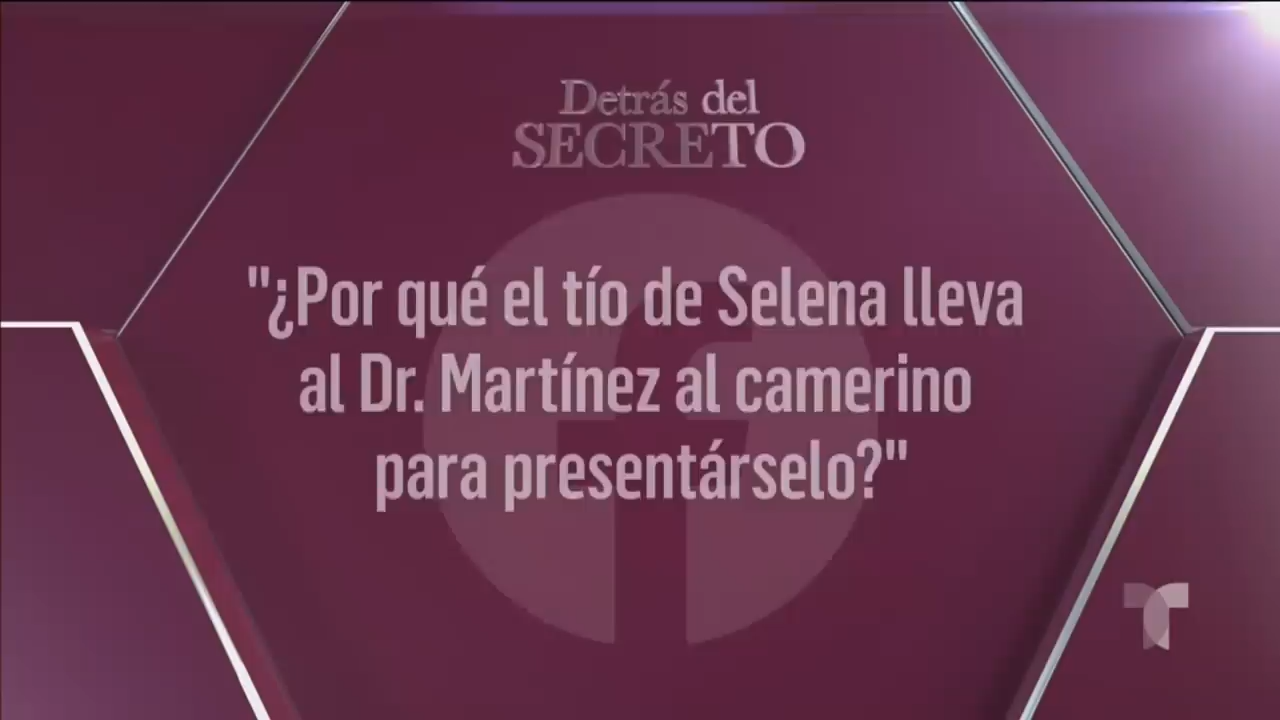 Detrás del
SECRETO
"¿Por qué el tío de Selena lleva
al Dr. Martínez al camerino
para presentárselo?"